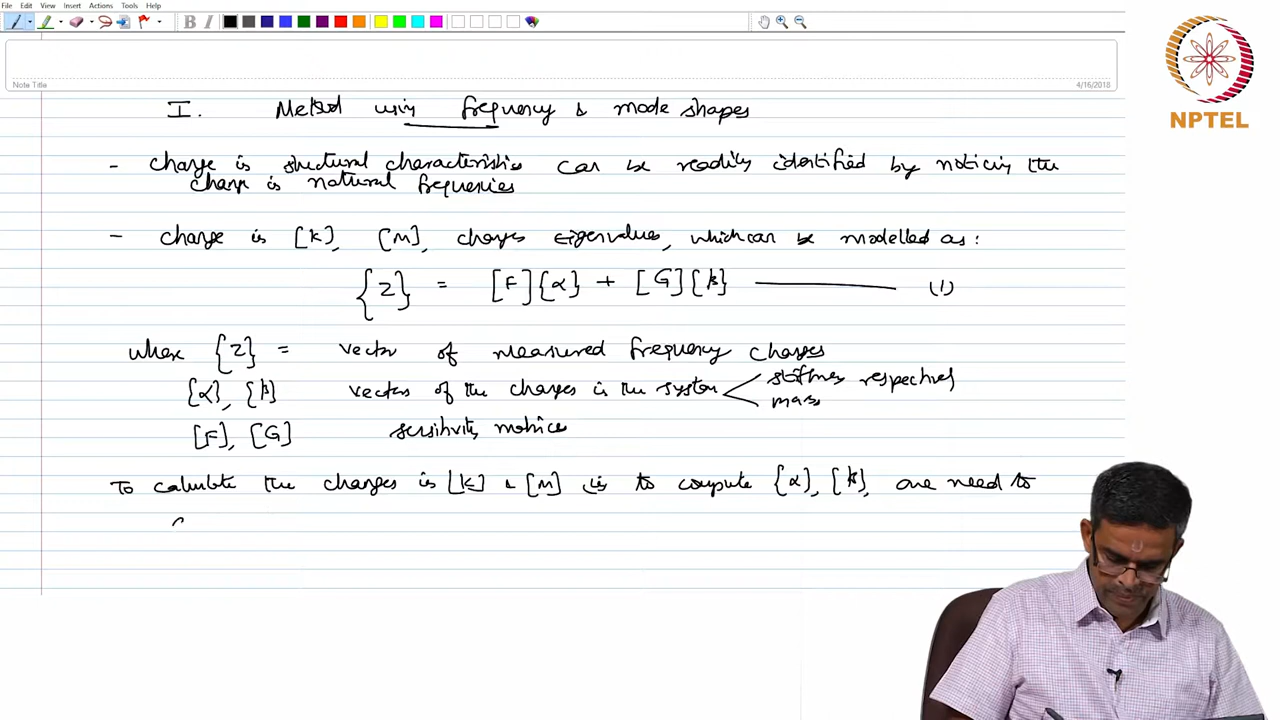 File Edit View Insert Actions Tools Help
B I
Note Title
4/16/2018
NPTEL
I. Method using frequency & mode shapes
- change in structural characteristics can be readily identified by noticing the
change in natural frequencies
- change in [K], [M], changes eigenvalues, which can be modelled as:
{Z} = [F]{α} + [G]{β} ——— (1)
where {Z} = vector of measured frequency changes
{α}, {β} vector of the changes in the system stiffness respectively
mass
[F], [G] sensitivity matrices
To calculate the changes in [K] & [M] (is to compute {α}, {β}, one need to